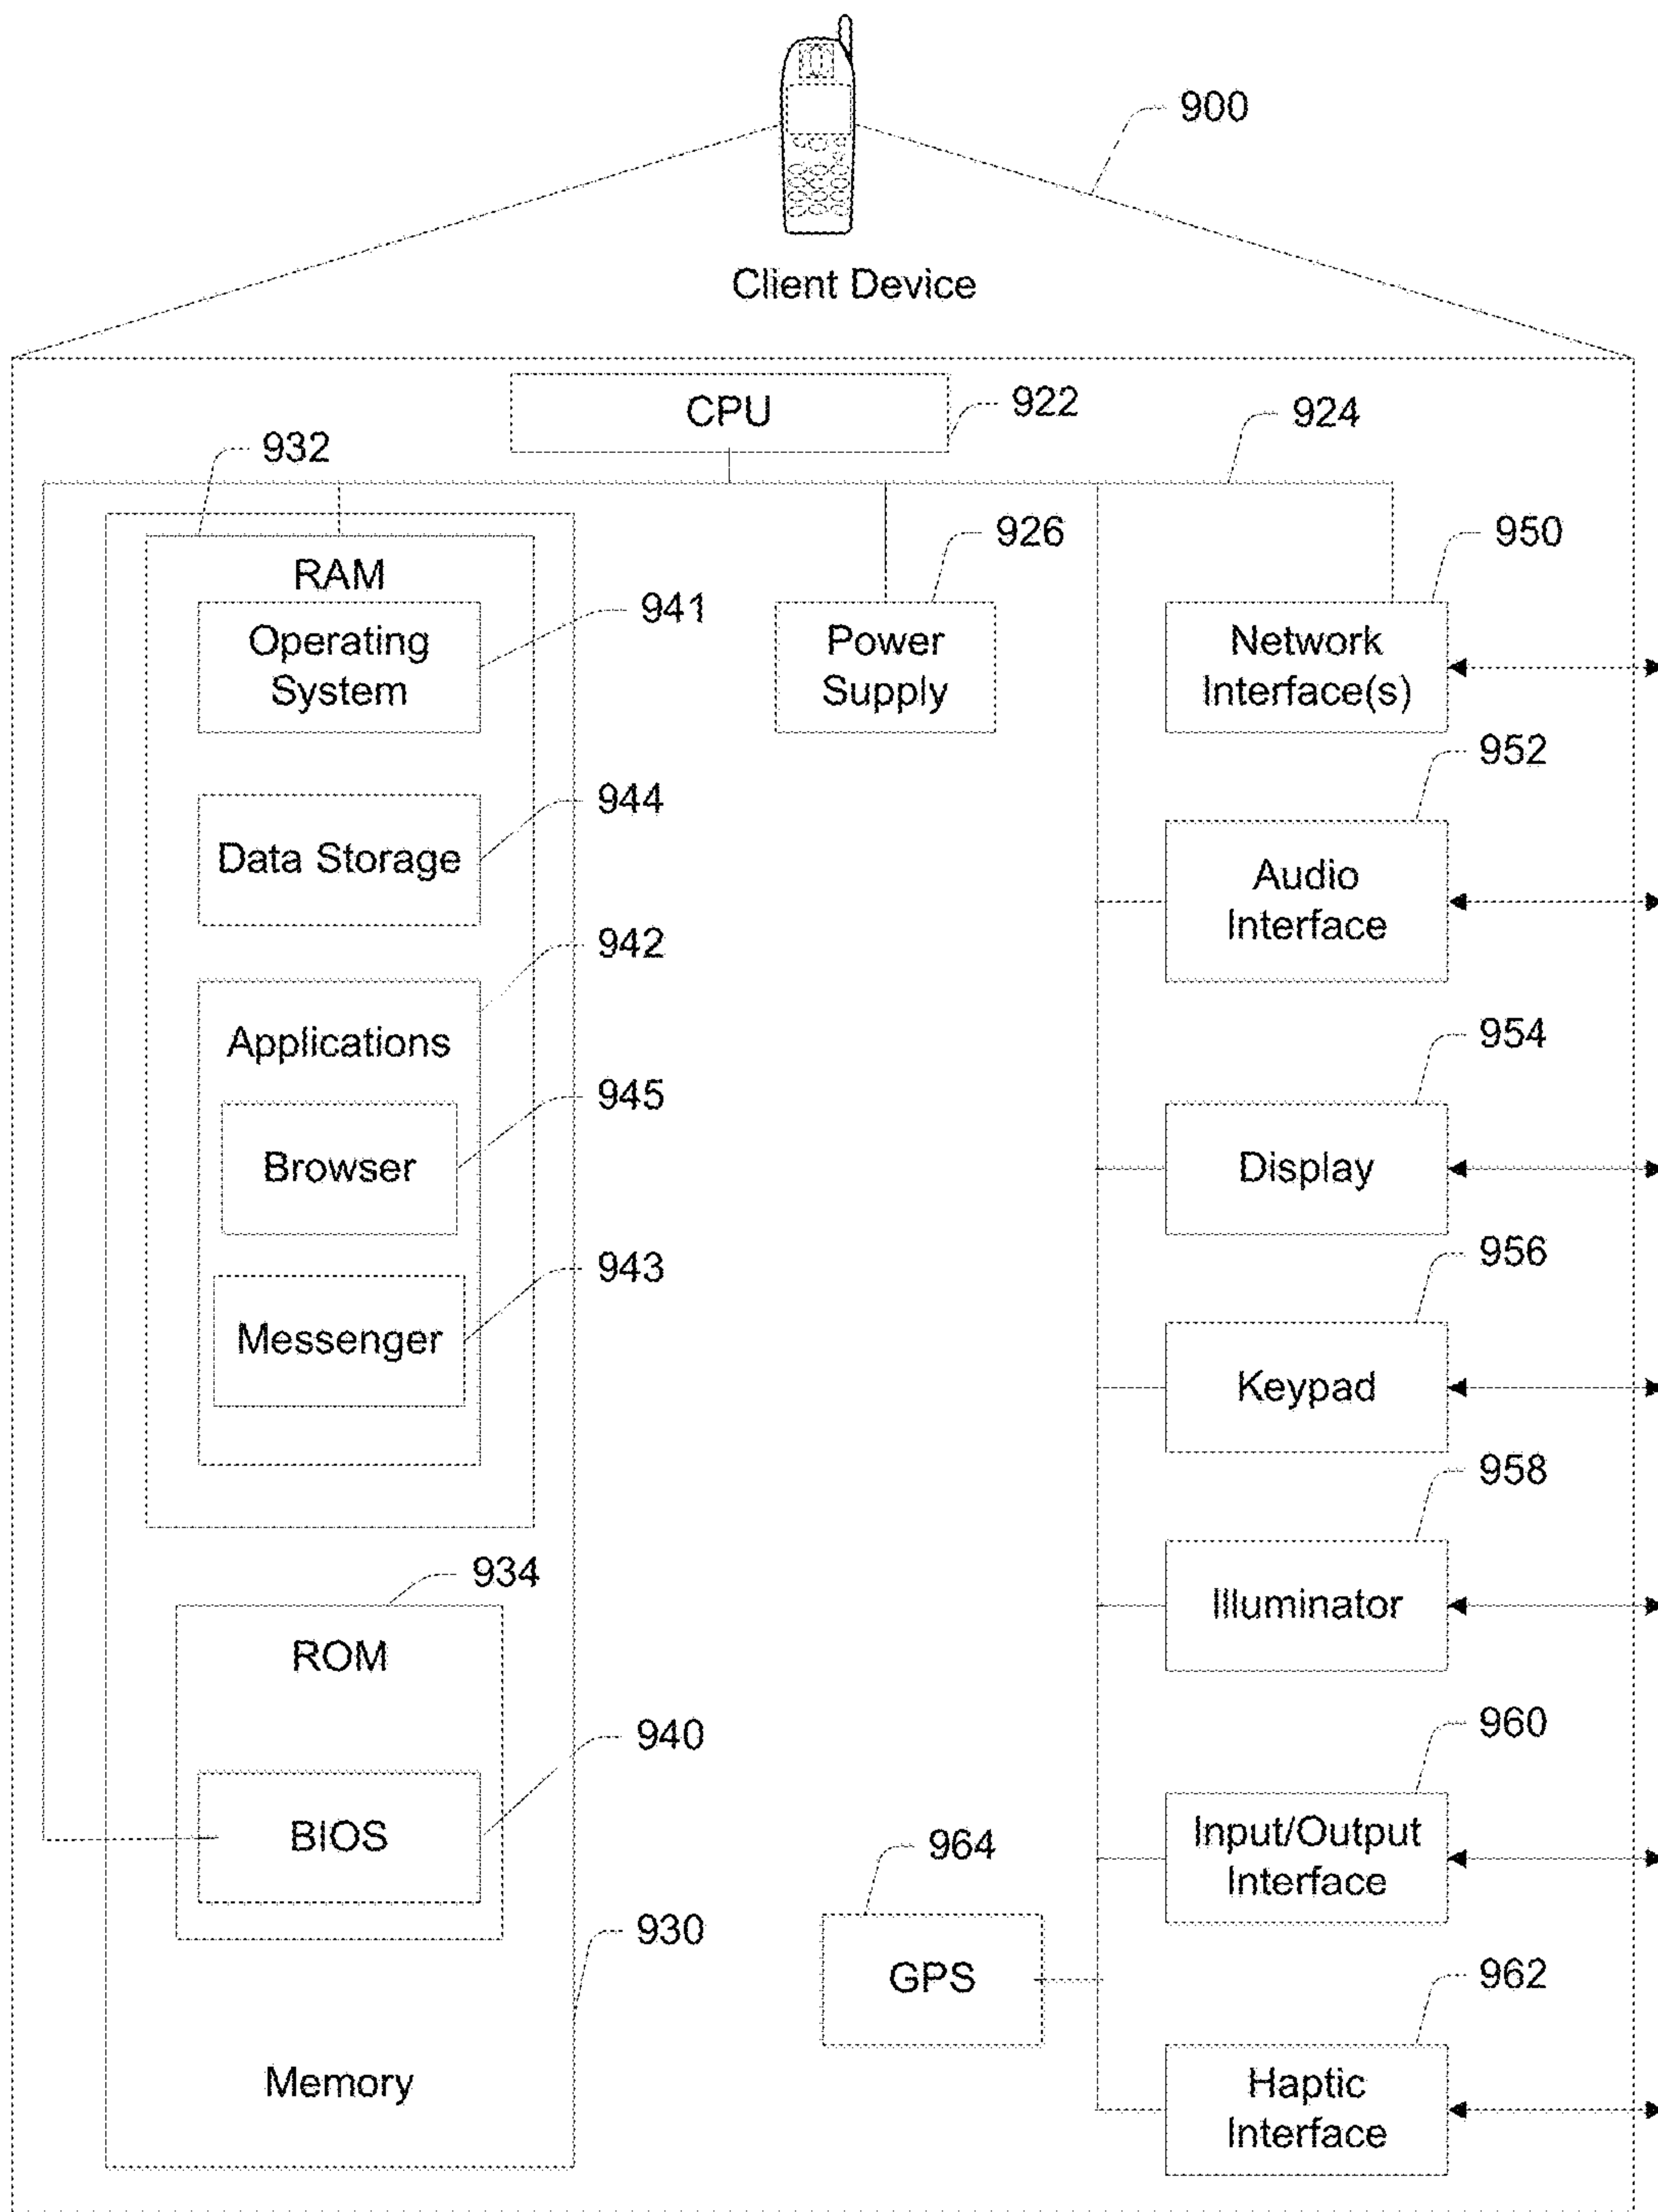 900
Client Device
CPU
922
924
932
926
950
RAM
941
Operating
System
Power
Supply
Network
Interface(s)
952
944
Data Storage
Audio
Interface
942
954
Applications
945
Browser
Display
956
943
Messenger
Keypad
958
934
Illuminator
ROM
940
960
BIOS
Input/Output
Interface
964
930
GPS
962
Memory
Haptic
Interface